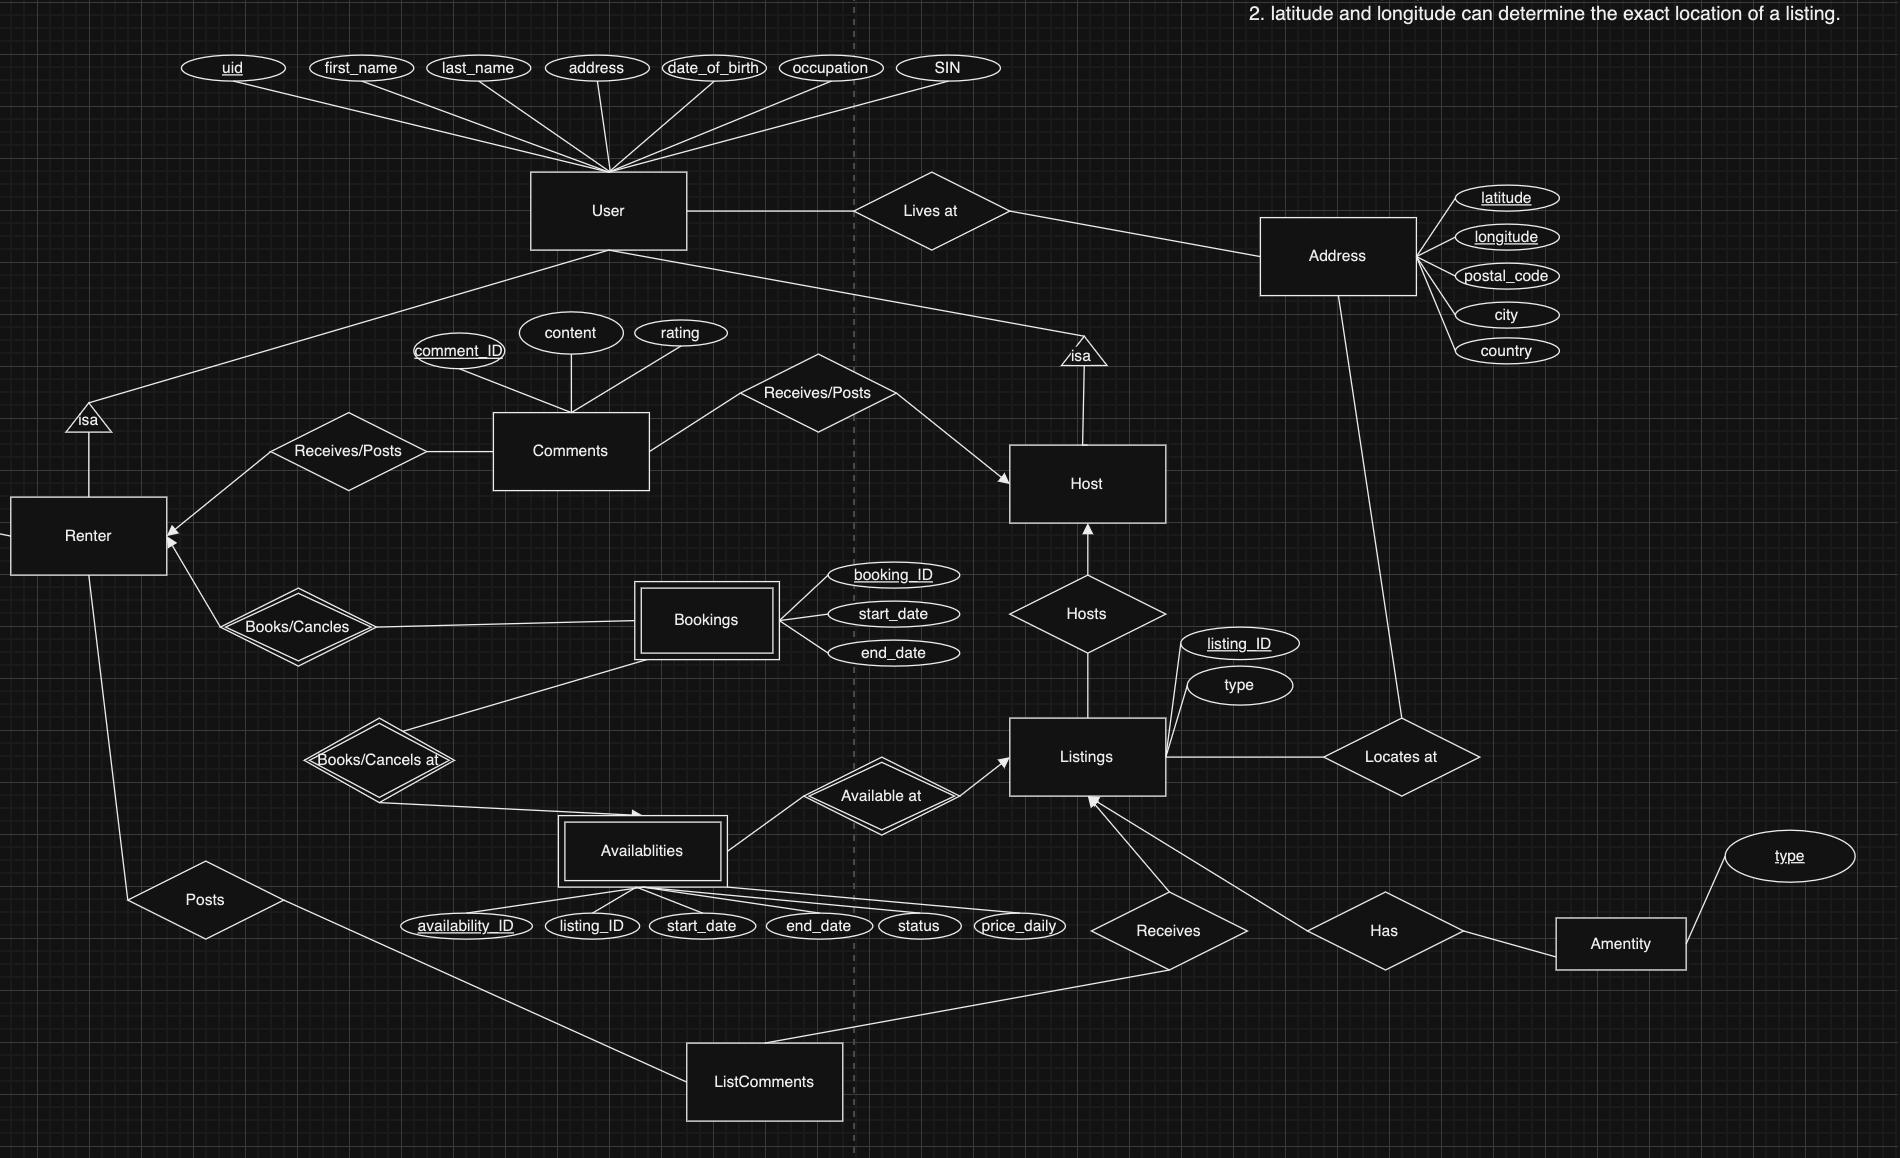 2. latitude and longitude can determine the exact location of a listing.
uid
first_name
last_name
address
date_of_birth
occupation
SIN
User
Lives at
Address
latitude
longitude
postal_code
city
country
comment_ID
content
rating
isa
isa
Receives/Posts
Comments
Receives/Posts
Host
Renter
Books/Cancles
Bookings
booking_ID
start_date
end_date
Hosts
listing_ID
type
Books/Cancels at
Available at
Listings
Locates at
Availablities
availability_ID
listing_ID
start_date
end_date
status
price_daily
Posts
Receives
Has
type
Amentity
ListComments